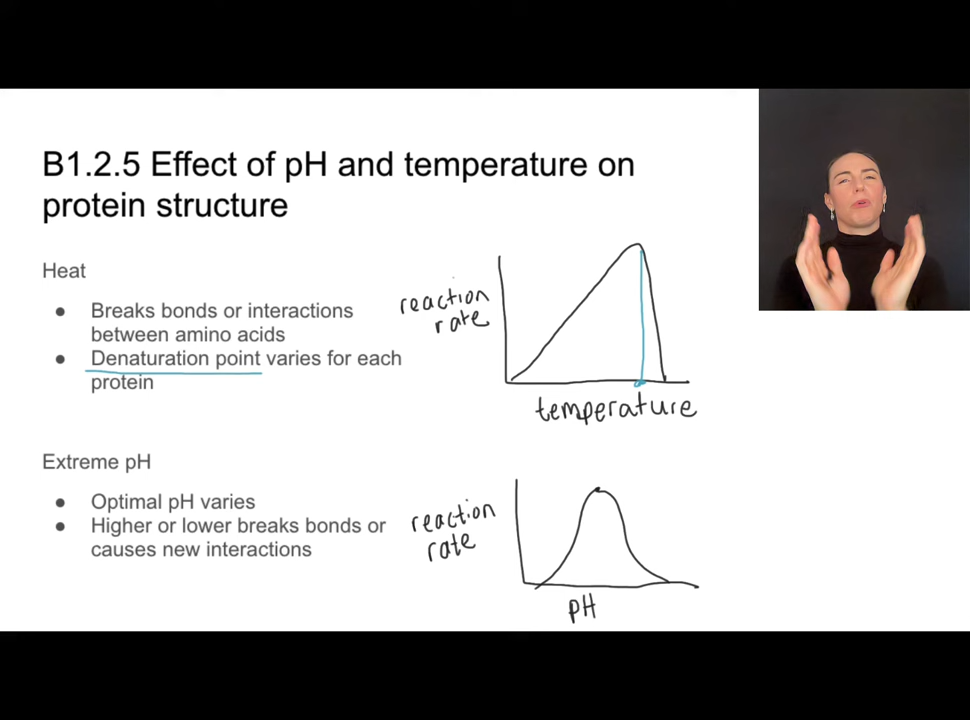 B1.2.5 Effect of pH and temperature on
protein structure
Heat
● Breaks bonds or interactions
between amino acids
● Denaturation point varies for each
protein
reaction
rate
temperature
Extreme pH
● Optimal pH varies
● Higher or lower breaks bonds or
causes new interactions
reaction
rate
pH